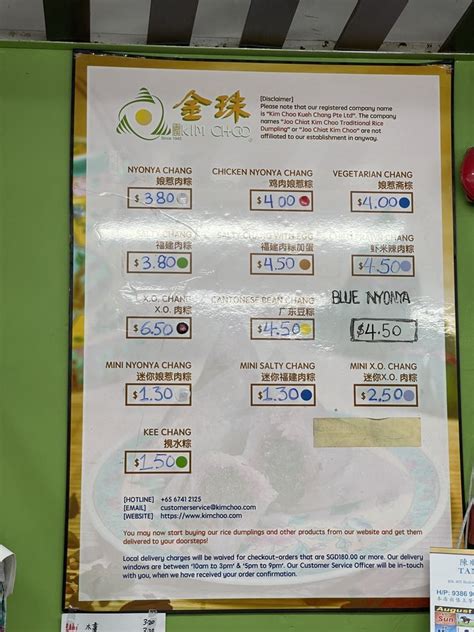 [Disclaimer]
Please note that our registered company name
is "Kim Choo Kueh Chang Pte Ltd". The company
names "Joo Chiat Kim Choo Traditional Rice
Dumpling" or "Joo Chiat Kim Choo" are not
affiliated to our establishment in anyway.
金珠
KIM CHOO
Since 1945
NYONYA CHANG
娘惹肉粽
$3.80
CHICKEN NYONYA CHANG
鸡肉娘惹粽
$4.00
VEGETARIAN CHANG
娘惹斋粽
$4.00
CHANG
福建肉粽
$3.80
SALTY CHANG WITH EGG
福建肉粽加蛋
$4.50
CHANG
虾米辣肉粽
$4.50
X.O. CHANG
X.O. 肉粽
$6.50
CANTONESE BEAN CHANG
广东豆粽
$4.50
BLUE NYONYA
$4.50
MINI NYONYA CHANG
迷你娘惹肉粽
$1.30
MINI SALTY CHANG
迷你福建肉粽
$1.30
MINI X.O. CHANG
迷你X.O. 肉粽
$2.50
KEE CHANG
枧水粽
$1.50
[HOTLINE] +65 6741 2125
[EMAIL] customerservice@kimchoo.com
[WEBSITE] https://www.kimchoo.com
You may now start buying our rice dumplings and other products from our website and get them
delivered to your doorsteps!
Local delivery charges will be waived for checkout-orders that are SGD180.00 or more. Our delivery
windows are between '10am to 3pm' & '5pm to 9pm'. Our Customer Service Officer will be in-touch
with you, when we have received your order confirmation.
H/P: 9386
August
Sun